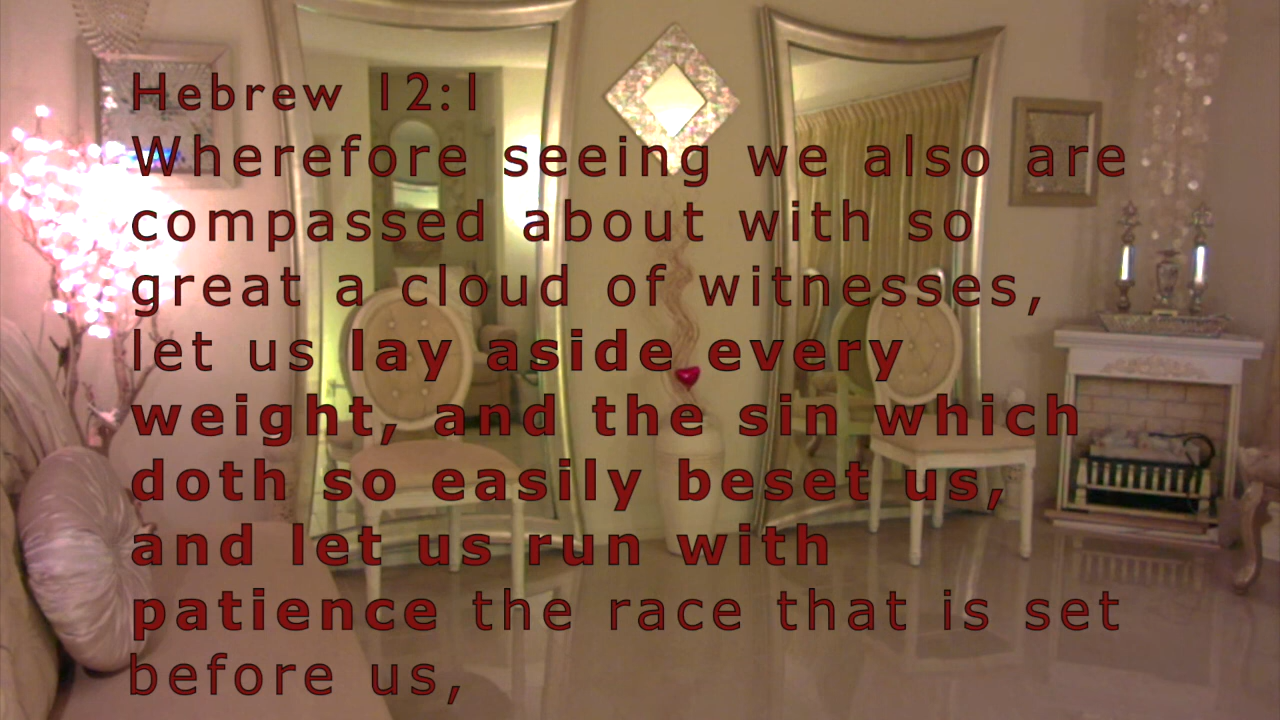 Hebrew 12:1
Wherefore seeing we also are
compassed about with so
great a cloud of witnesses,
let us lay aside every
weight, and the sin which
doth so easily beset us,
and let us run with
patience the race that is set
before us,